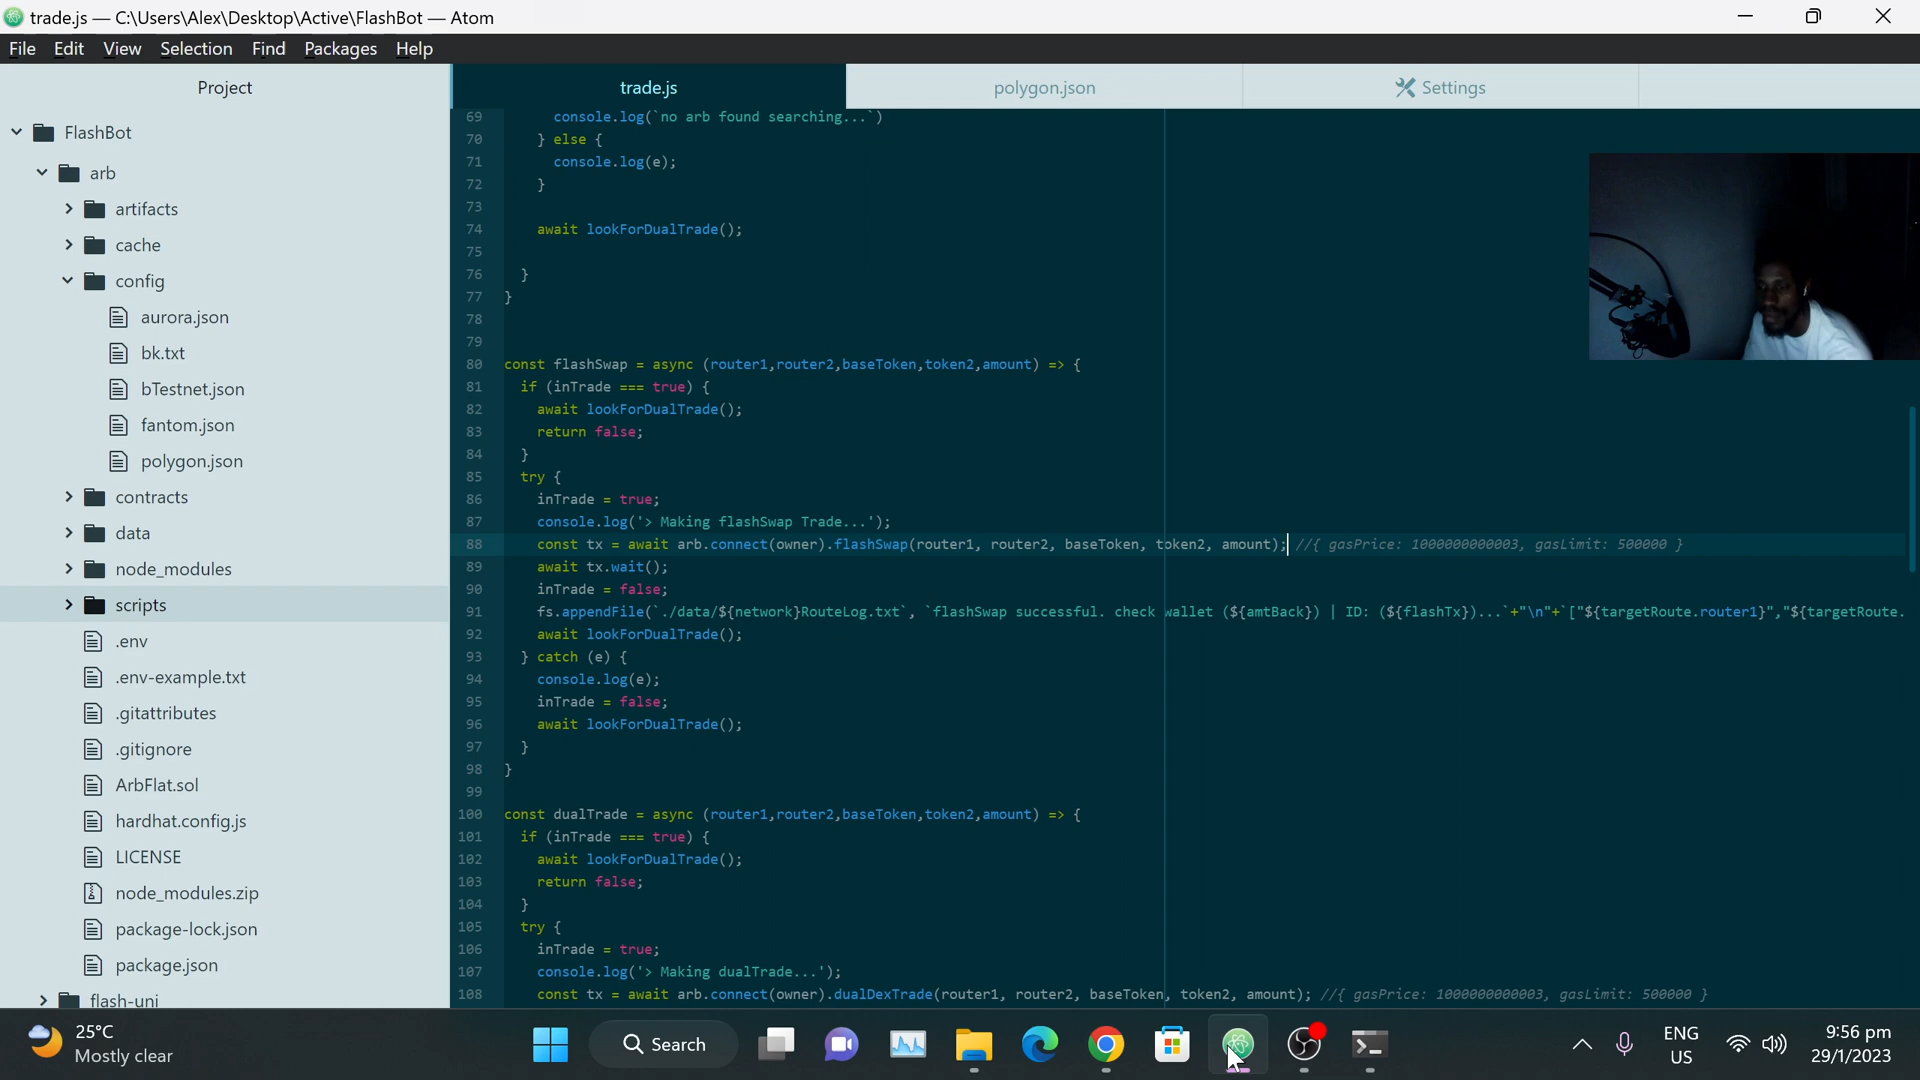 trade.js — C:\Users\Alex\Desktop\Active\FlashBot — Atom
File Edit View Selection Find Packages Help
Project
trade.js
polygon.json
Settings
FlashBot
arb
artifacts
cache
config
aurora.json
bk.txt
bTestnet.json
fantom.json
polygon.json
contracts
data
node_modules
scripts
.env
.env-example.txt
.gitattributes
.gitignore
ArbFlat.sol
hardhat.config.js
LICENSE
node_modules.zip
package-lock.json
package.json
flash-uni
69 console.log(`no arb found searching...`)
70 } else {
71 console.log(e);
72 }
73
74 await lookForDualTrade();
75
76 }
77 }
78
79
80 const flashSwap = async (router1,router2,baseToken,token2,amount) => {
81 if (inTrade === true) {
82 await lookForDualTrade();
83 return false;
84 }
85 try {
86 inTrade = true;
87 console.log('> Making flashSwap Trade...');
88 const tx = await arb.connect(owner).flashSwap(router1, router2, baseToken, token2, amount); //{ gasPrice: 1000000000003, gasLimit: 500000 }
89 await tx.wait();
90 inTrade = false;
91 fs.appendFile(`./data/${network}RouteLog.txt`, `flashSwap successful. check wallet (${amtBack}) | ID: (${flashTx})...`+"\n"+`["${targetRoute.router1}","${targetRoute.
92 await lookForDualTrade();
93 } catch (e) {
94 console.log(e);
95 inTrade = false;
96 await lookForDualTrade();
97 }
98 }
99
100 const dualTrade = async (router1,router2,baseToken,token2,amount) => {
101 if (inTrade === true) {
102 await lookForDualTrade();
103 return false;
104 }
105 try {
106 inTrade = true;
107 console.log('> Making dualTrade...');
108 const tx = await arb.connect(owner).dualDexTrade(router1, router2, baseToken, token2, amount); //{ gasPrice: 1000000000003, gasLimit: 500000 }
25°C
Mostly clear
Search
ENG
US
9:56 pm
29/1/2023